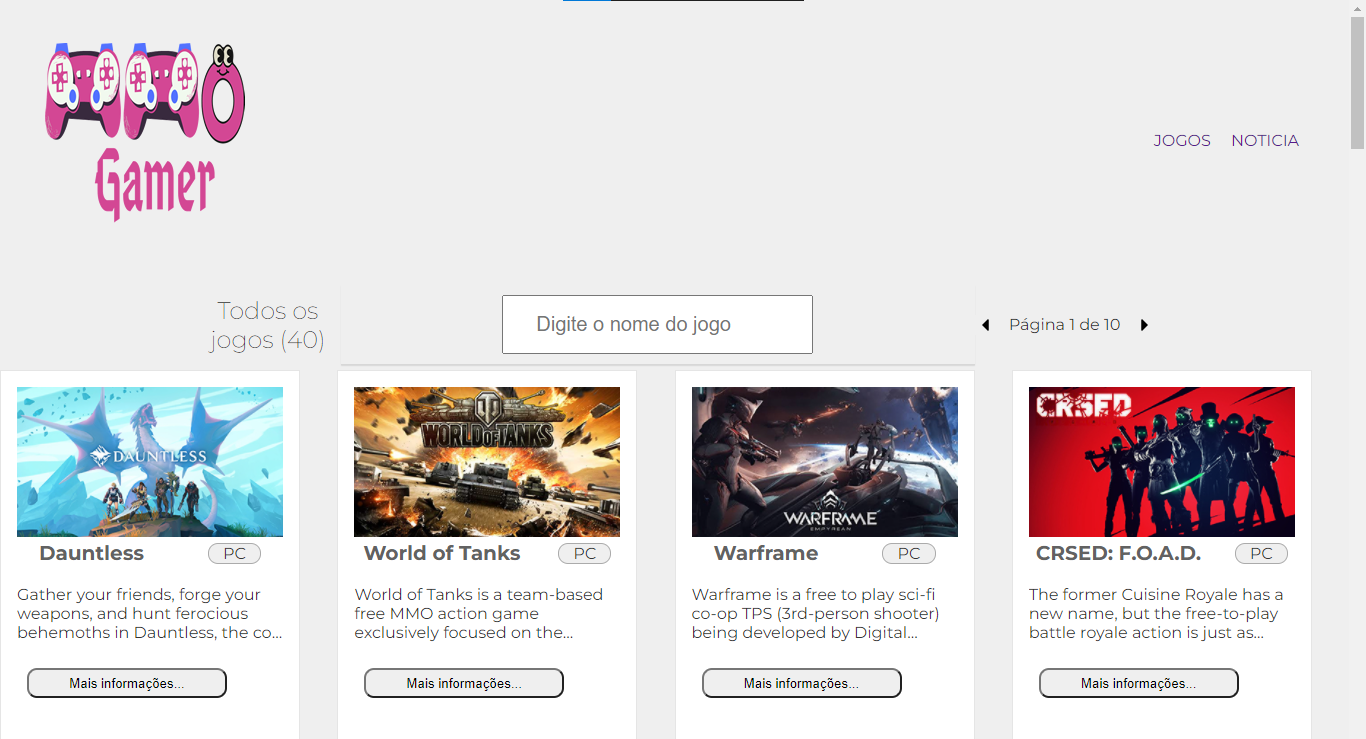 MMO
Gamer
JOGOS NOTICIA
Todos os
jogos (40)
Digite o nome do jogo
Página 1 de 10
DAUNTLESS
Dauntless PC
Gather your friends, forge your
weapons, and hunt ferocious
behemoths in Dauntless, the co...
Mais informações...
WORLD OF TANKS
World of Tanks PC
World of Tanks is a team-based
free MMO action game
exclusively focused on the...
Mais informações...
WARFRAME
EMPYREAN
Warframe PC
Warframe is a free to play sci-fi
co-op TPS (3rd-person shooter)
being developed by Digital...
Mais informações...
CRSED
CRSED: F.O.A.D. PC
The former Cuisine Royale has a
new name, but the free-to-play
battle royale action is just as...
Mais informações...